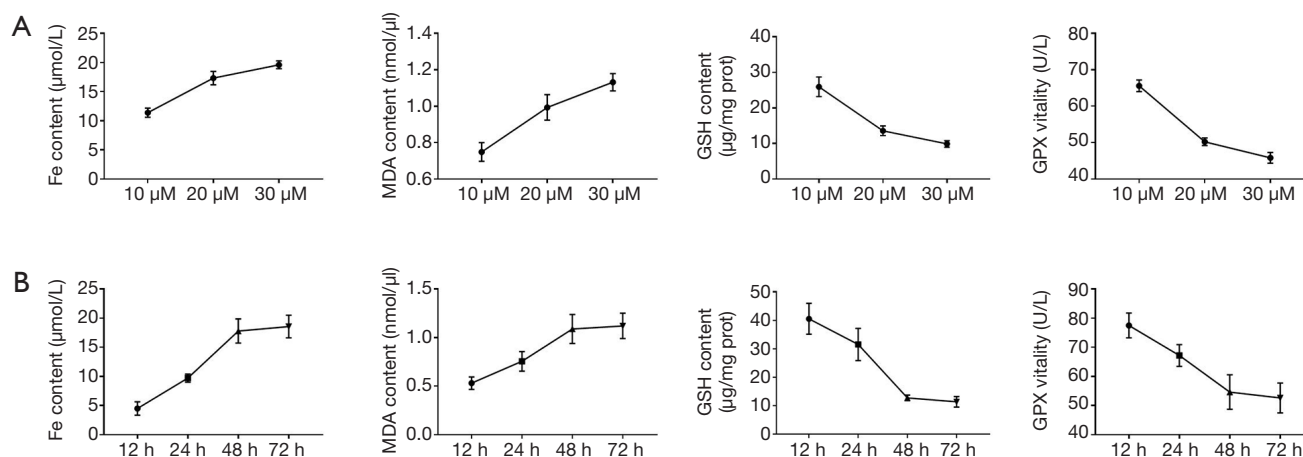 A
Fe content (µmol/L)
25
20
15
10
5
0
10 µM 20 µM 30 µM
MDA content (nmol/µl)
1.4
1.2
1.0
0.8
0.6
10 µM 20 µM 30 µM
GSH content
(µg/mg prot)
40
30
20
10
0
10 µM 20 µM 30 µM
GPX vitality (U/L)
80
70
60
50
40
10 µM 20 µM 30 µM
B
Fe content (µmol/L)
25
20
15
10
5
0
12 h 24 h 48 h 72 h
MDA content (nmol/µl)
1.5
1.0
0.5
0.0
12 h 24 h 48 h 72 h
GSH content
(µg/mg prot)
50
40
30
20
10
0
12 h 24 h 48 h 72 h
GPX vitality (U/L)
90
80
70
60
50
40
12 h 24 h 48 h 72 h